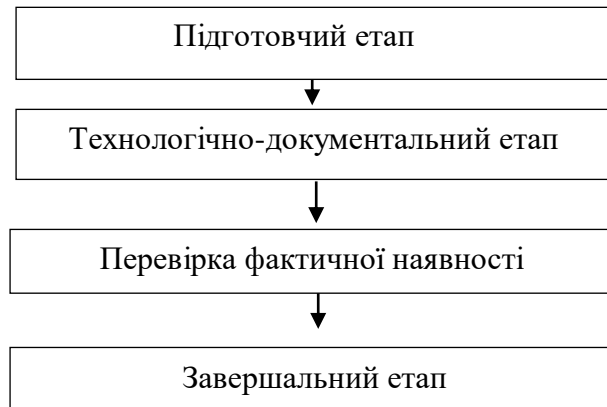 Підготовчий етап
Технологічно-документальний етап
Перевірка фактичної наявності
Завершальний етап